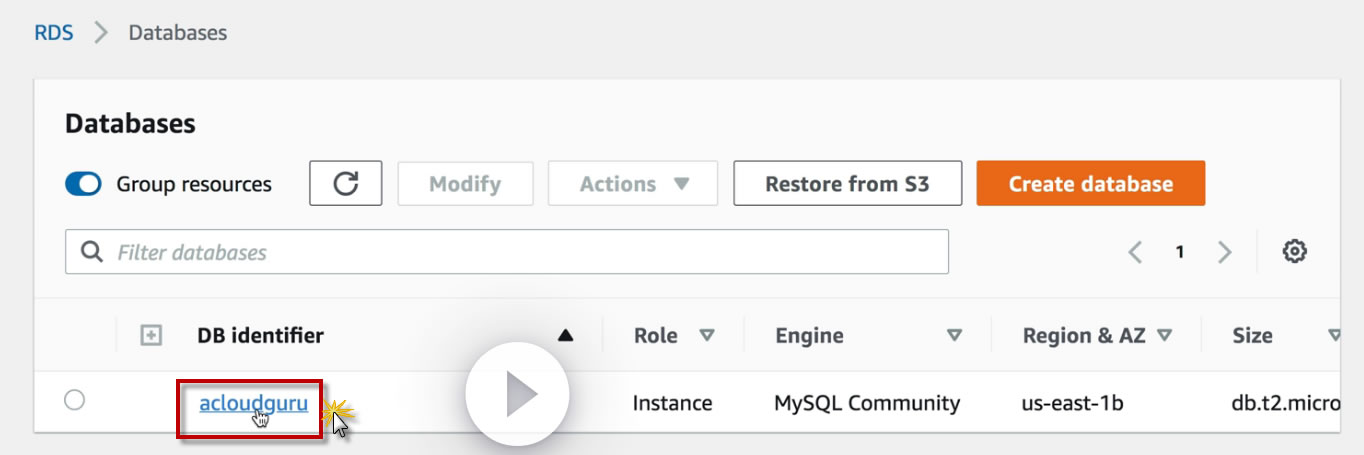 RDS > Databases
Databases
Group resources Modify Actions Restore from S3 Create database
Filter databases 1
DB identifier Role Engine Region & AZ Size
acloudguru Instance MySQL Community us-east-1b db.t2.micro